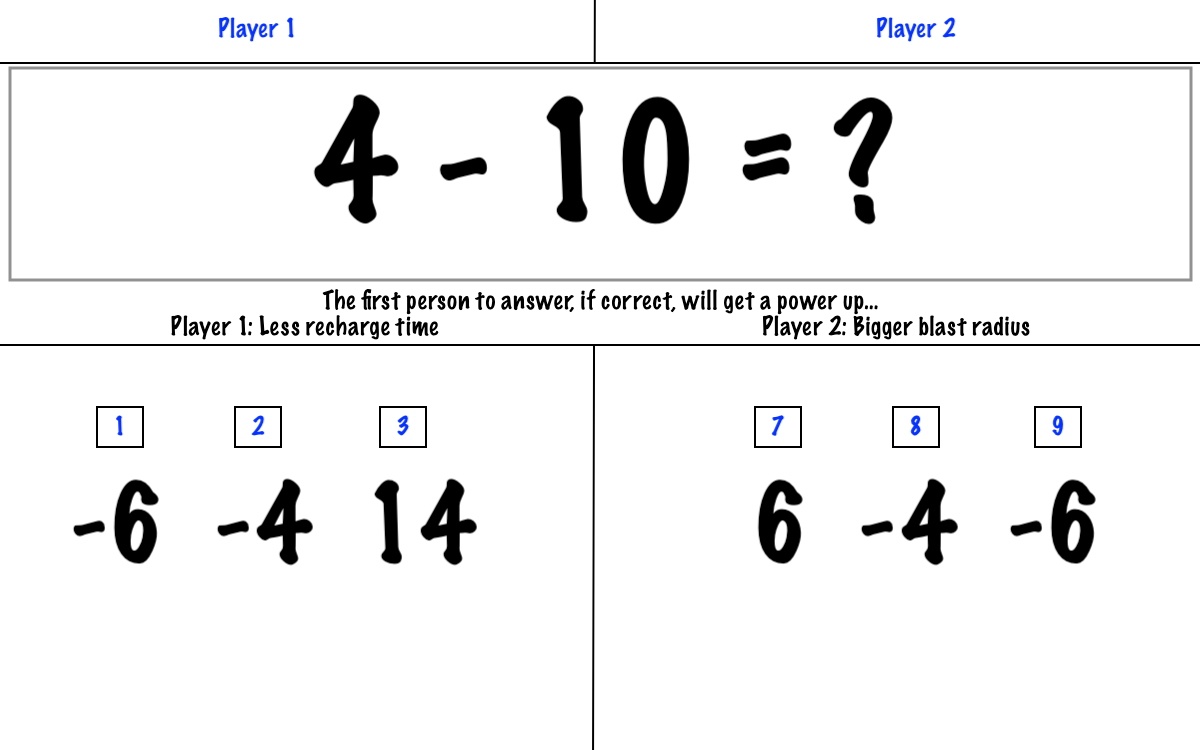 Player 1 Player 2
4 - 10 = ?
The first person to answer, if correct, will get a power up...
Player 1: Less recharge time Player 2: Bigger blast radius
1 2 3 7 8 9
-6 -4 14 6 -4 -6